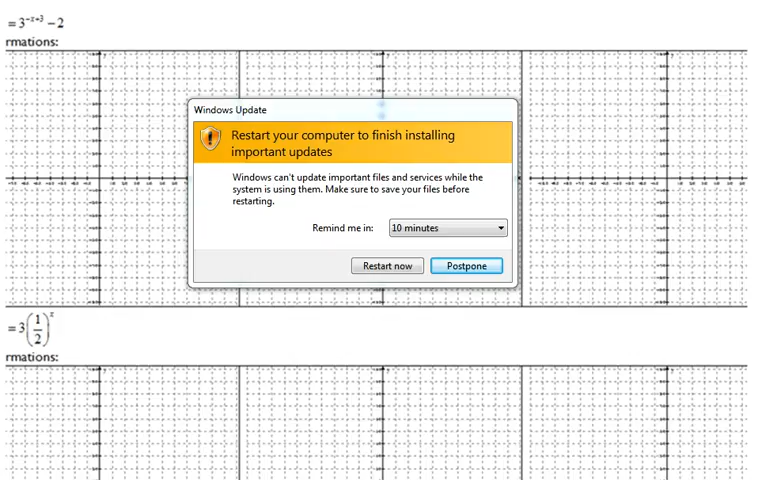 = 3^{-x+3} - 2
rmations:
Windows Update
Restart your computer to finish installing
important updates
Windows can't update important files and services while the
system is using them. Make sure to save your files before
restarting.
Remind me in: 10 minutes
Restart now Postpone
= 3(1/2)^x
rmations: